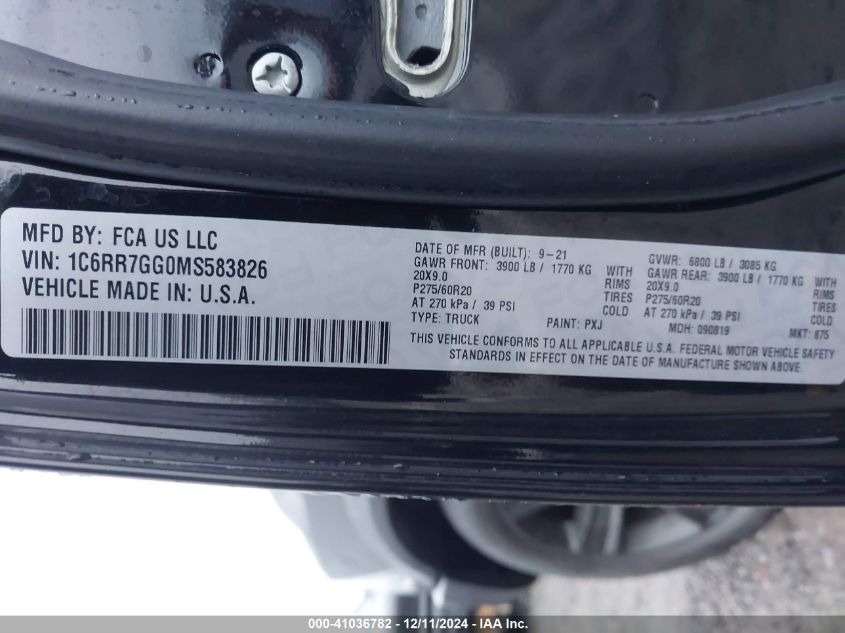 MFD BY: FCA US LLC
VIN: 1C6RR7GG0MS583826
VEHICLE MADE IN: U.S.A.
DATE OF MFR (BUILT): 9-21 GVWR: 6800 LB / 3085 KG
GAWR FRONT: 3900 LB / 1770 KG WITH GAWR REAR: 3900 LB / 1770 KG WITH
20X9.0 RIMS 20X9.0 RIMS
P275/60R20 TIRES P275/60R20 TIRES
AT 270 kPa / 39 PSI COLD AT 270 kPa / 39 PSI COLD
TYPE: TRUCK PAINT: PXJ MDH: 090819 MKT: 875
THIS VEHICLE CONFORMS TO ALL APPLICABLE U.S.A. FEDERAL MOTOR VEHICLE SAFETY
STANDARDS IN EFFECT ON THE DATE OF MANUFACTURE SHOWN ABOVE.
000-41036782 - 12/11/2024 - IAAI.COM